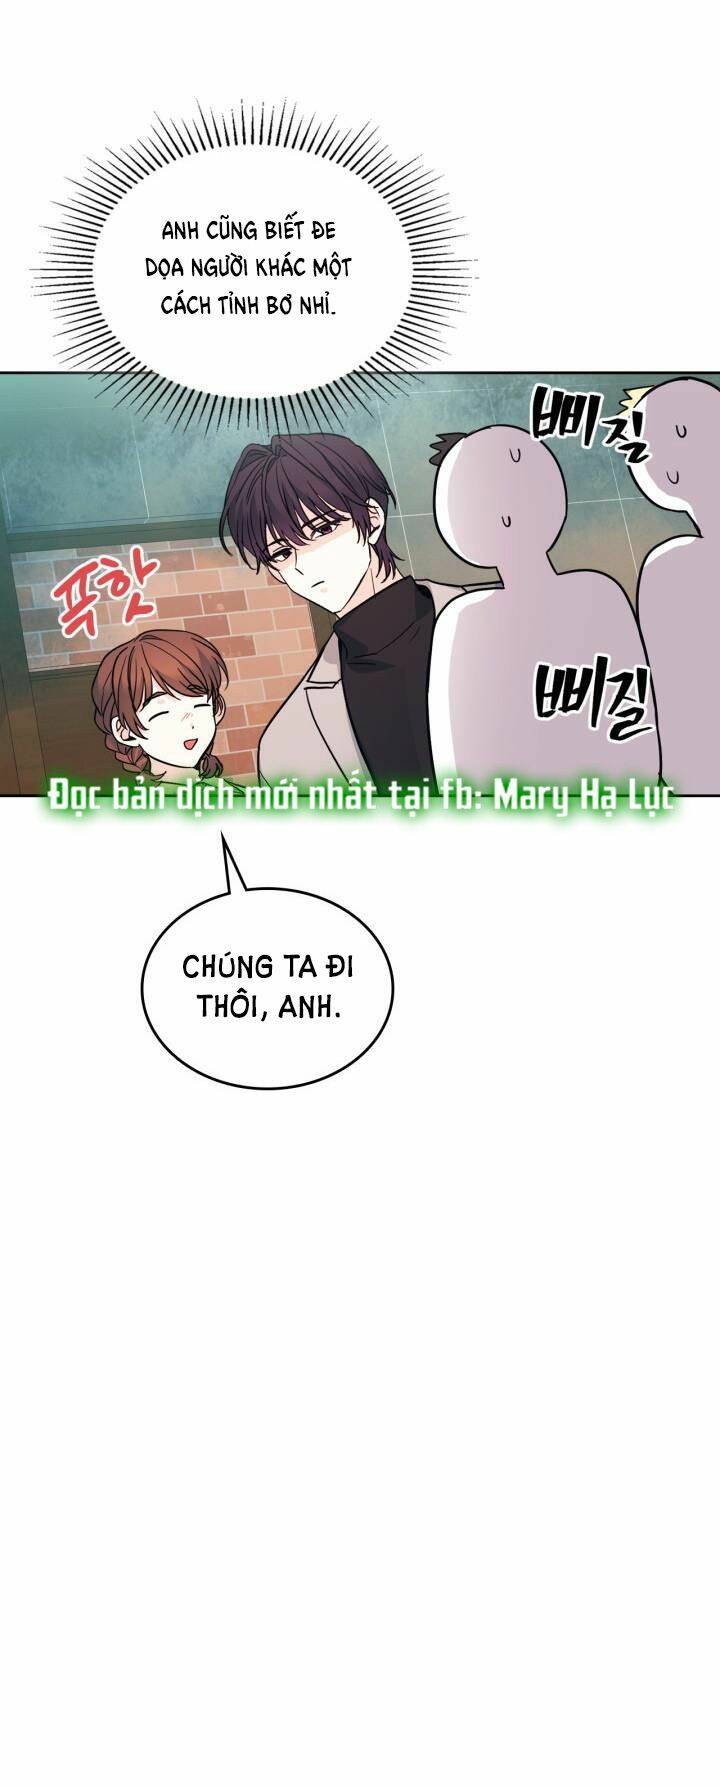 ANH CŨNG BIẾT ĐE
DỌA NGƯỜI KHÁC MỘT
CÁCH TỈNH BƠ NHỈ.
삐질
푸핫
삐질
Đọc bản dịch mới nhất tại fb: Mary Hạ Lục
CHÚNG TA ĐI
THÔI, ANH.